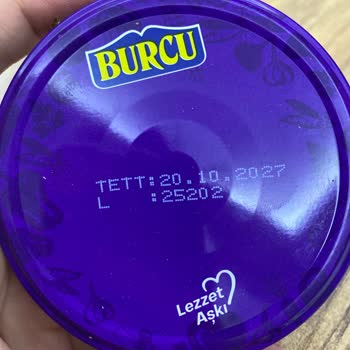 BURCU
TETT:20.10.2027
L    :25202
Lezzet
Aşkı